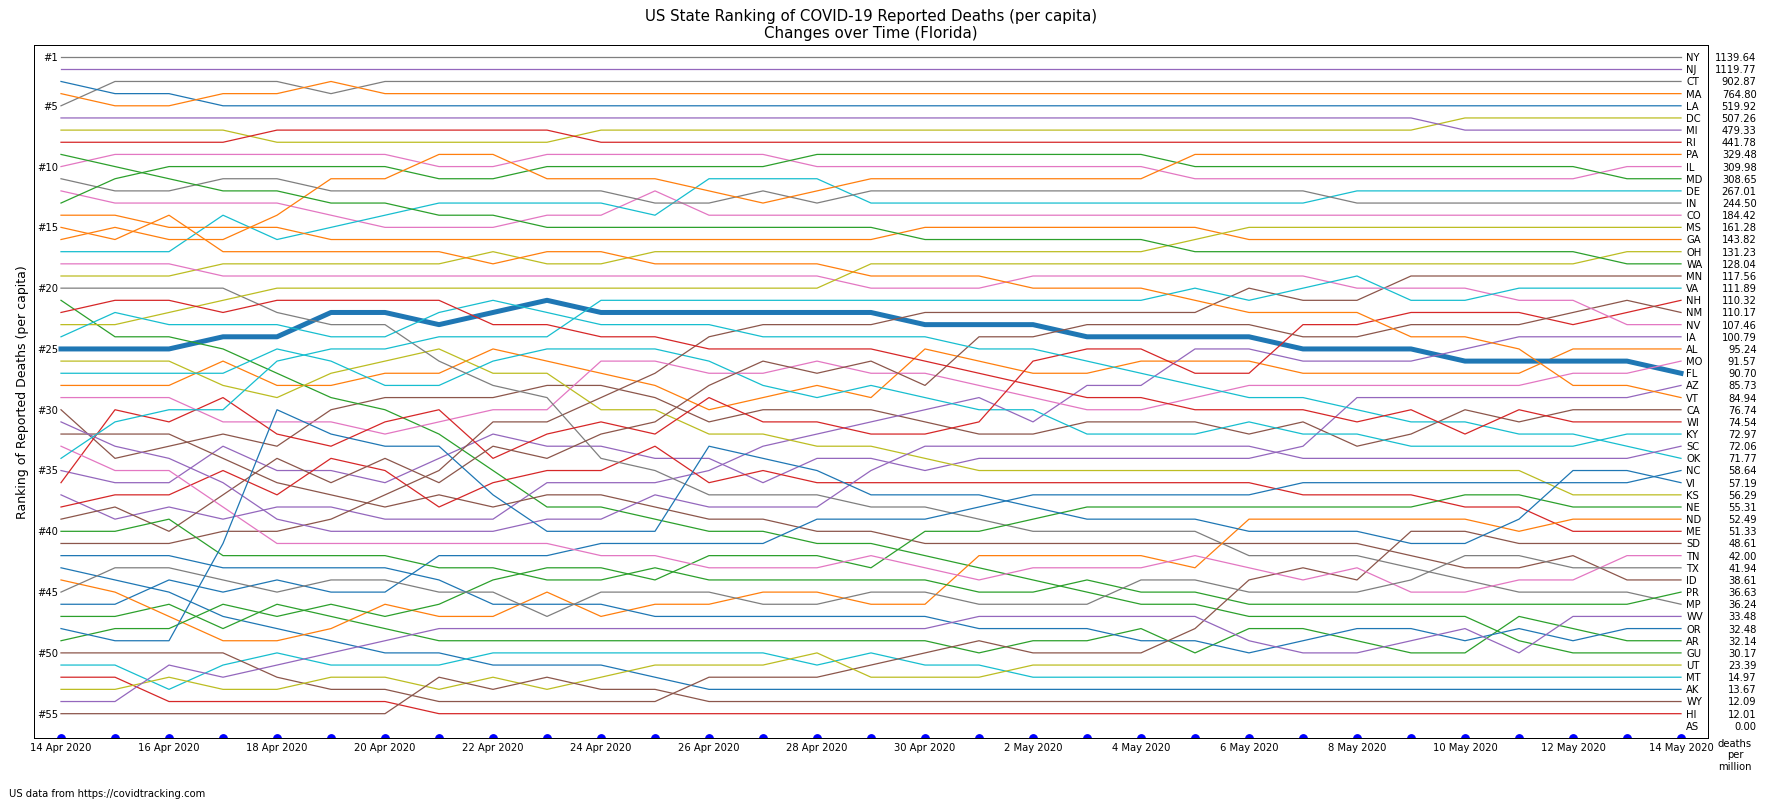 US State Ranking of COVID-19 Reported Deaths (per capita)
Changes over Time (Florida)
Ranking of Reported Deaths (per capita)
#1
#5
#10
#15
#20
#25
#30
#35
#40
#45
#50
#55
NY 1139.64
NJ 1119.77
CT 902.87
MA 764.80
LA 519.92
DC 507.26
MI 479.33
RI 441.78
PA 329.48
IL 309.98
MD 308.65
DE 267.01
IN 244.50
CO 184.42
MS 161.28
GA 143.82
OH 131.23
WA 128.04
MN 117.56
VA 111.89
NH 110.32
NM 110.17
NV 107.46
IA 100.79
AL 95.24
MO 91.57
FL 90.70
AZ 85.73
VT 84.94
CA 76.74
WI 74.54
KY 72.97
SC 72.06
OK 71.77
NC 58.64
VI 57.19
KS 56.29
NE 55.31
ND 52.49
ME 51.33
SD 48.61
TN 42.00
TX 41.94
ID 38.61
PR 36.63
MP 36.24
WV 33.48
OR 32.48
AR 32.14
GU 30.17
UT 23.39
MT 14.97
AK 13.67
WY 12.09
HI 12.01
AS 0.00
14 Apr 2020 16 Apr 2020 18 Apr 2020 20 Apr 2020 22 Apr 2020 24 Apr 2020 26 Apr 2020 28 Apr 2020 30 Apr 2020 2 May 2020 4 May 2020 6 May 2020 8 May 2020 10 May 2020 12 May 2020 14 May 2020
deaths
per
million
US data from https://covidtracking.com